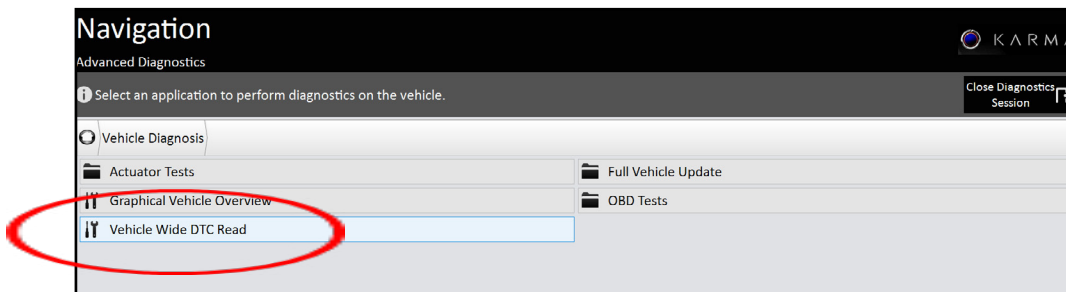 Navigation
KARMA
Advanced Diagnostics
Select an application to perform diagnostics on the vehicle.
Close Diagnostics
Session
Vehicle Diagnosis
Actuator Tests
Full Vehicle Update
Graphical Vehicle Overview
OBD Tests
Vehicle Wide DTC Read